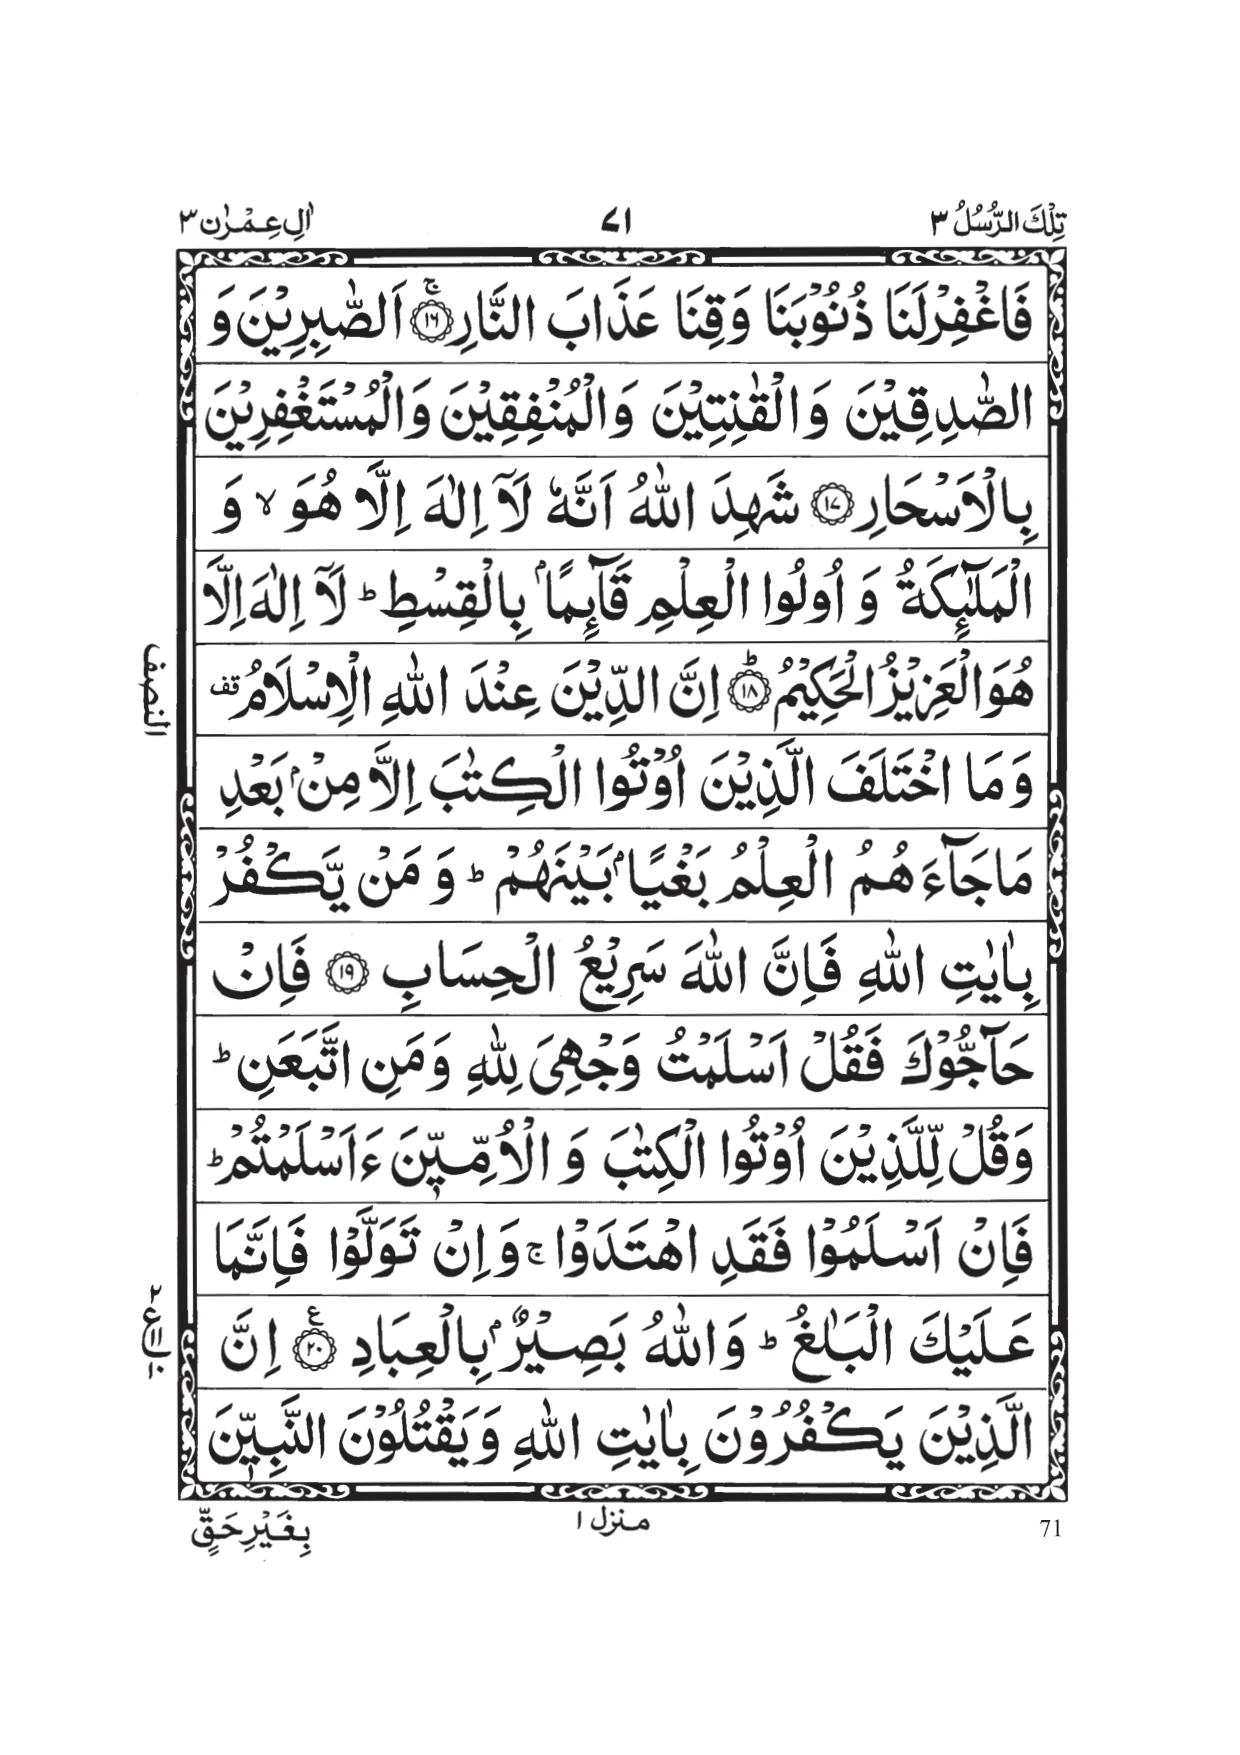 تِلْكَ الرُّسُلُ ٣ ٧١ اٰلِ عِمْرٰن ٣
فَاغْفِرْلَنَا ذُنُوْبَنَا وَقِنَا عَذَابَ النَّارِ ۚ﴿١٦﴾ اَلصّٰبِرِيْنَ وَ
الصّٰدِقِيْنَ وَ الْقٰنِتِيْنَ وَالْمُنْفِقِيْنَ وَالْمُسْتَغْفِرِيْنَ
بِالْاَسْحَارِ ﴿١٧﴾ شَهِدَ اللّٰهُ اَنَّهٗ لَاۤ اِلٰهَ اِلَّا هُوَ ۙ وَ
الْمَلٰٓئِكَةُ وَ اُولُوا الْعِلْمِ قَآئِمًاۢ بِالْقِسْطِ ؕ لَاۤ اِلٰهَ اِلَّا
هُوَ الْعَزِيْزُ الْحَكِيْمُ ؕ﴿١٨﴾ اِنَّ الدِّيْنَ عِنْدَ اللّٰهِ الْاِسْلَامُ قف
النصف
وَ مَا اخْتَلَفَ الَّذِيْنَ اُوْتُوا الْكِتٰبَ اِلَّا مِنْۢ بَعْدِ
مَا جَآءَ هُمُ الْعِلْمُ بَغْيًاۢ بَيْنَهُمْ ؕ وَ مَنْ يَّكْفُرْ
بِاٰيٰتِ اللّٰهِ فَاِنَّ اللّٰهَ سَرِيْعُ الْحِسَابِ ﴿١٩﴾ فَاِنْ
حَآجُّوْكَ فَقُلْ اَسْلَمْتُ وَجْهِىَ لِلّٰهِ وَمَنِ اتَّبَعَنِ ؕ
وَقُلْ لِّلَّذِيْنَ اُوْتُوا الْكِتٰبَ وَ الْاُمِّيّٖنَ ءَاَسْلَمْتُمْ ؕ
فَاِنْ اَسْلَمُوْا فَقَدِ اهْتَدَوْا ۚ وَ اِنْ تَوَلَّوْا فَاِنَّمَا
عَلَيْكَ الْبَلٰغُ ؕ وَاللّٰهُ بَصِيْرٌۢ بِالْعِبَادِ ﴿٢٠﴾ ع اِنَّ
الَّذِيْنَ يَكْفُرُوْنَ بِاٰيٰتِ اللّٰهِ وَيَقْتُلُوْنَ النَّبِيّٖنَ
71 منزل ١ بِغَيْرِ حَقٍّ